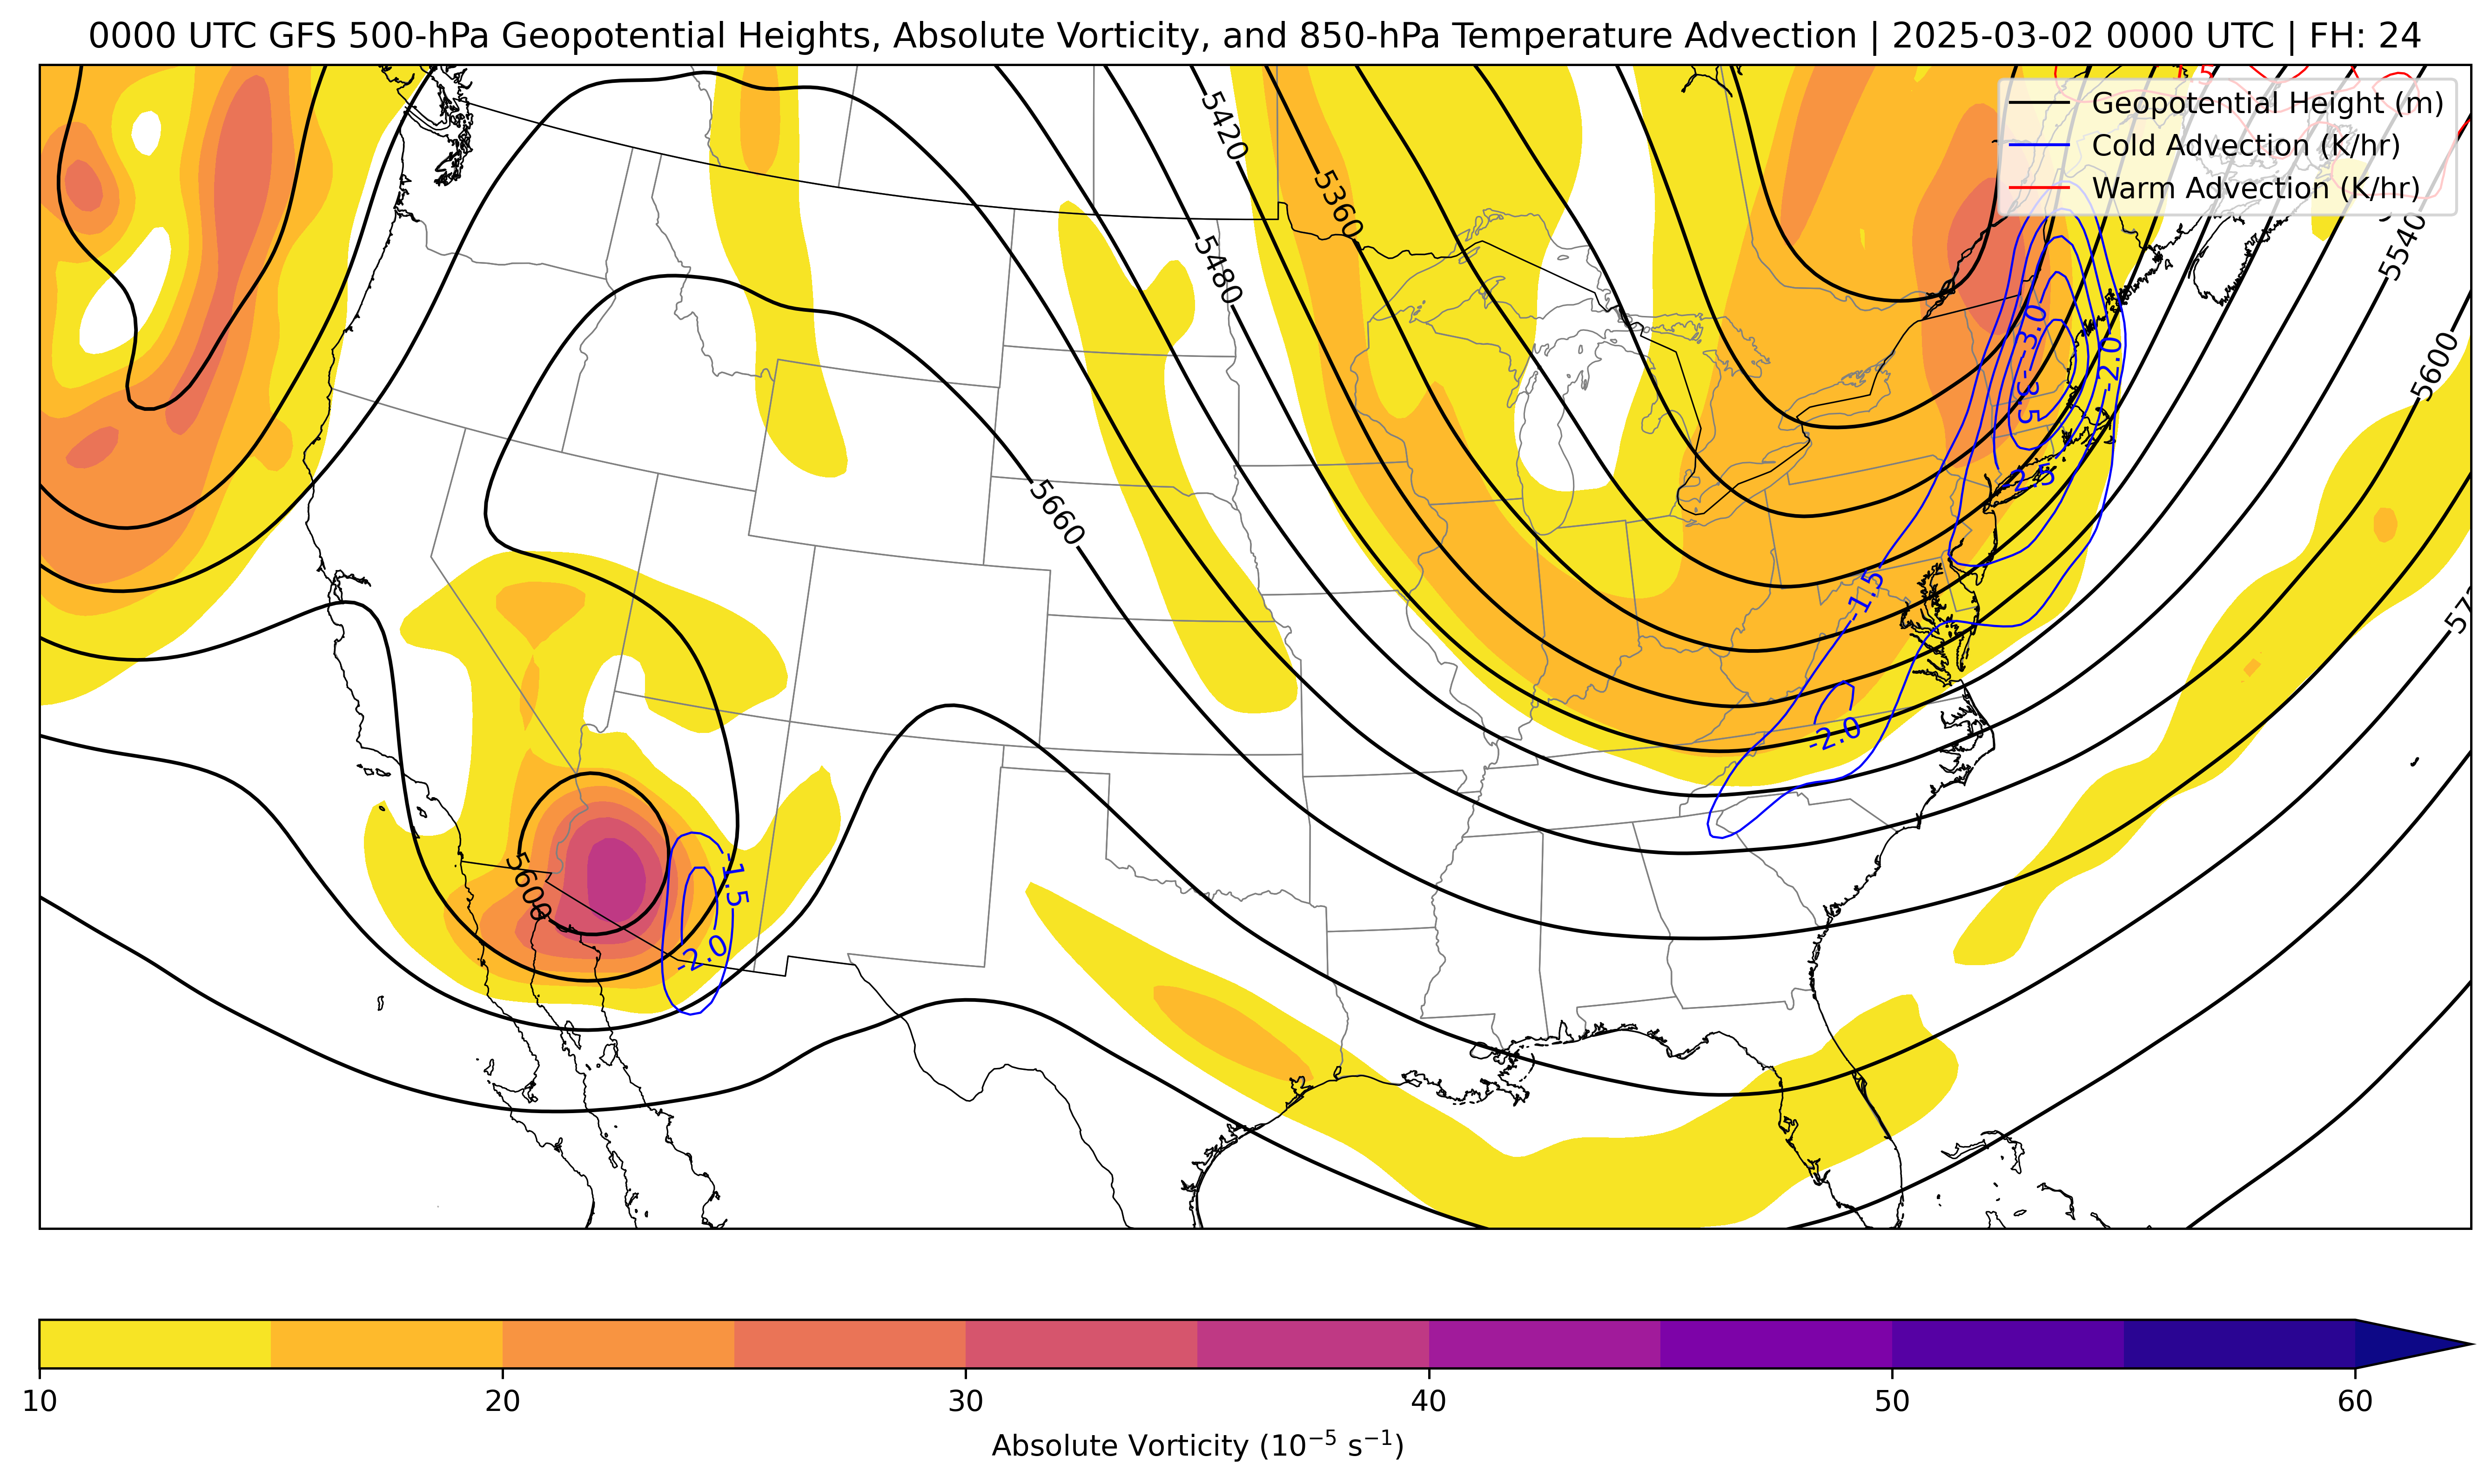 0000 UTC GFS 500-hPa Geopotential Heights, Absolute Vorticity, and 850-hPa Temperature Advection | 2025-03-02 0000 UTC | FH: 24
Geopotential Height (m)
Cold Advection (K/hr)
Warm Advection (K/hr)
5420
5360
5480
5540
5600
5660
5600
-3.0
-3.5
-2.0
-2.5
-1.5
-2.0
-1.5
-2.0
10 20 30 40 50 60
Absolute Vorticity (10⁻⁵ s⁻¹)